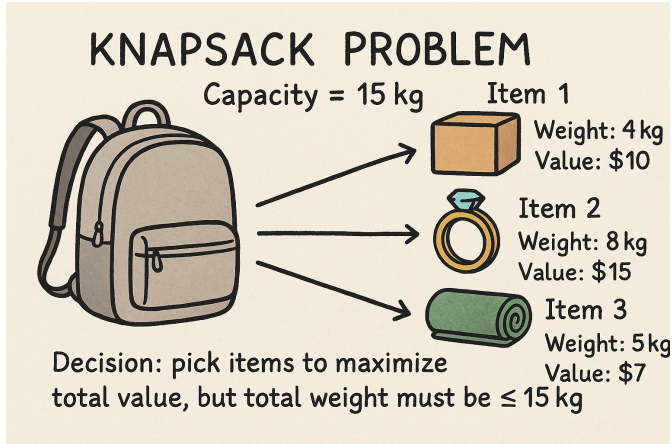 KNAPSACK PROBLEM
Capacity = 15 kg
Item 1
Weight: 4 kg
Value: $10
Item 2
Weight: 8 kg
Value: $15
Item 3
Weight: 5 kg
Value: $7
Decision: pick items to maximize
total value, but total weight must be ≤ 15 kg